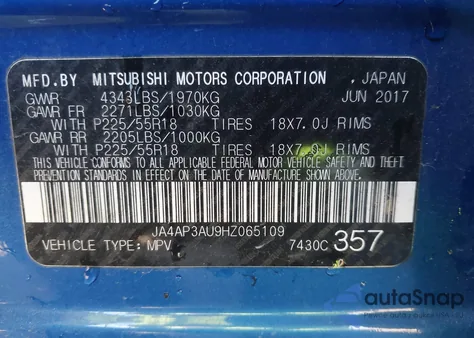 MFD.BY MITSUBISHI MOTORS CORPORATION , JAPAN
GVWR 4343LBS/1970KG JUN 2017
GAWR FR 2271LBS/1030KG
WITH P225/55R18 TIRES 18X7.0J RIMS
GAWR RR 2205LBS/1000KG
WITH P225/55R18 TIRES 18X7.0J RIMS
THIS VEHICLE CONFORMS TO ALL APPLICABLE FEDERAL MOTOR VEHICLE SAFETY AND THEFT
PREVENTION STANDARDS IN EFFECT ON THE DATE OF MANUFACTURE SHOWN ABOVE.
JA4AP3AU9HZ065109
VEHICLE TYPE: MPV 7430C 357
autoSnap